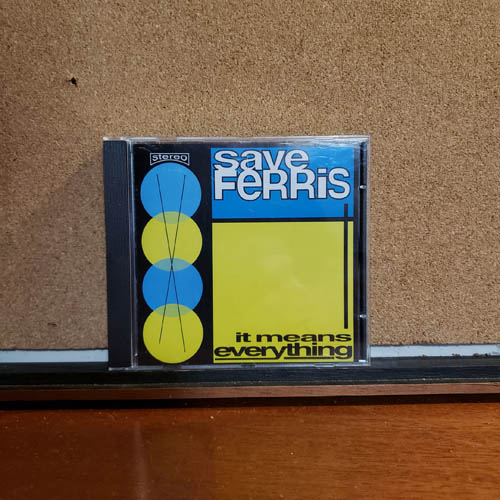 stereo
save
FeRRiS
it means
everything